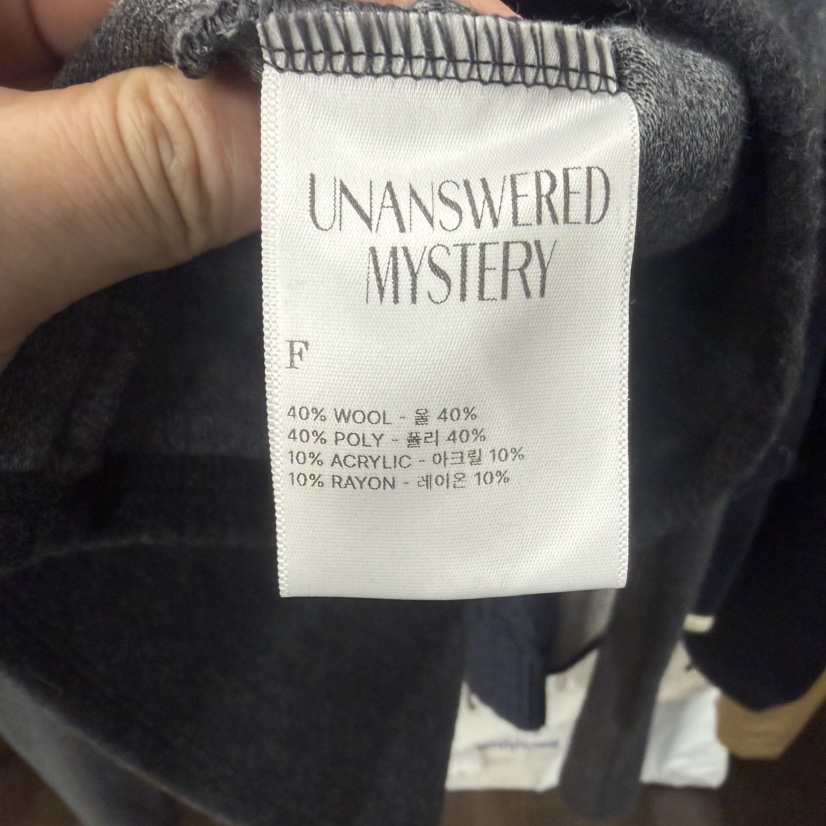 UNANSWERED
MYSTERY
F
40% WOOL - 울 40%
40% POLY - 폴리 40%
10% ACRYLIC - 아크릴 10%
10% RAYON - 레이온 10%